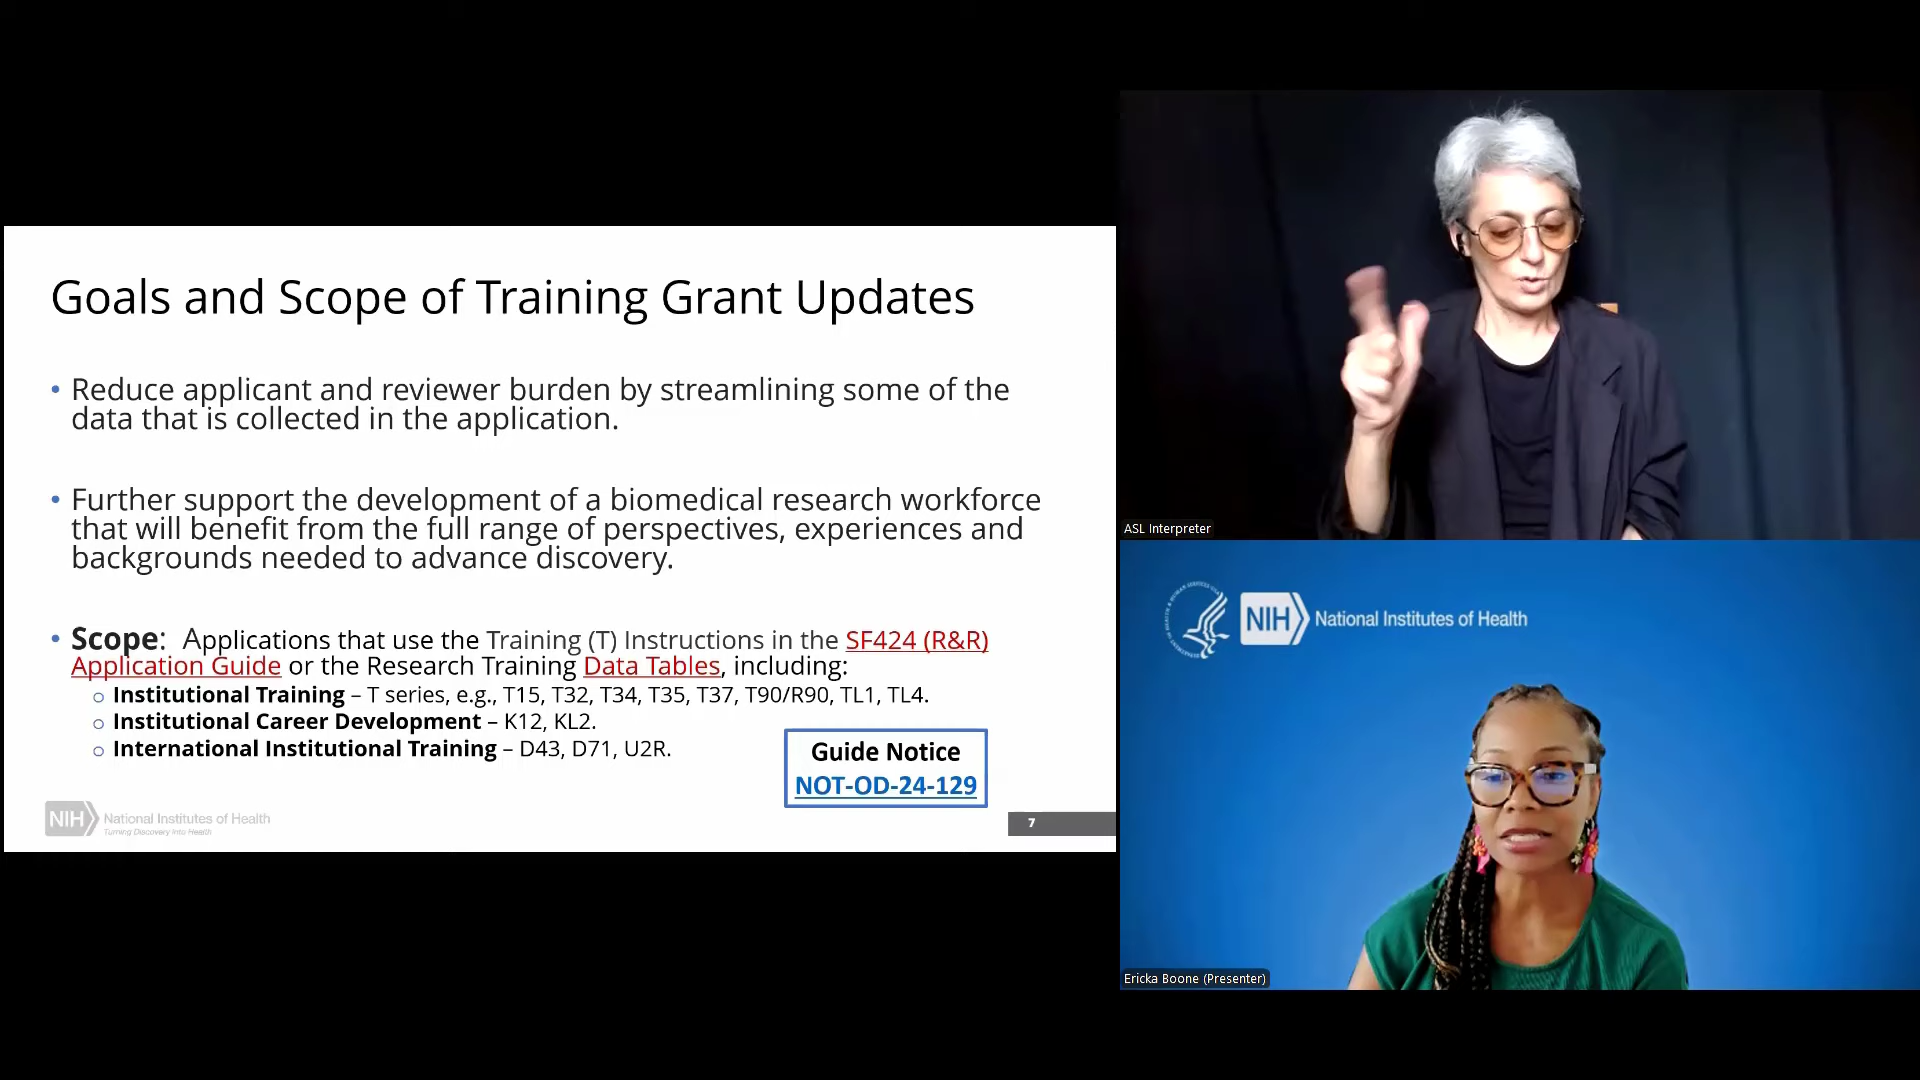 Goals and Scope of Training Grant Updates
• Reduce applicant and reviewer burden by streamlining some of the
data that is collected in the application.
• Further support the development of a biomedical research workforce
that will benefit from the full range of perspectives, experiences and
backgrounds needed to advance discovery.
• Scope: Applications that use the Training (T) Instructions in the SF424 (R&R)
Application Guide or the Research Training Data Tables, including:
o Institutional Training – T series, e.g., T15, T32, T34, T35, T37, T90/R90, TL1, TL4.
o Institutional Career Development – K12, KL2.
o International Institutional Training – D43, D71, U2R.
Guide Notice
NOT-OD-24-129
NIH National Institutes of Health
Turning Discovery Into Health
7
ASL Interpreter
NIH National Institutes of Health
Ericka Boone (Presenter)